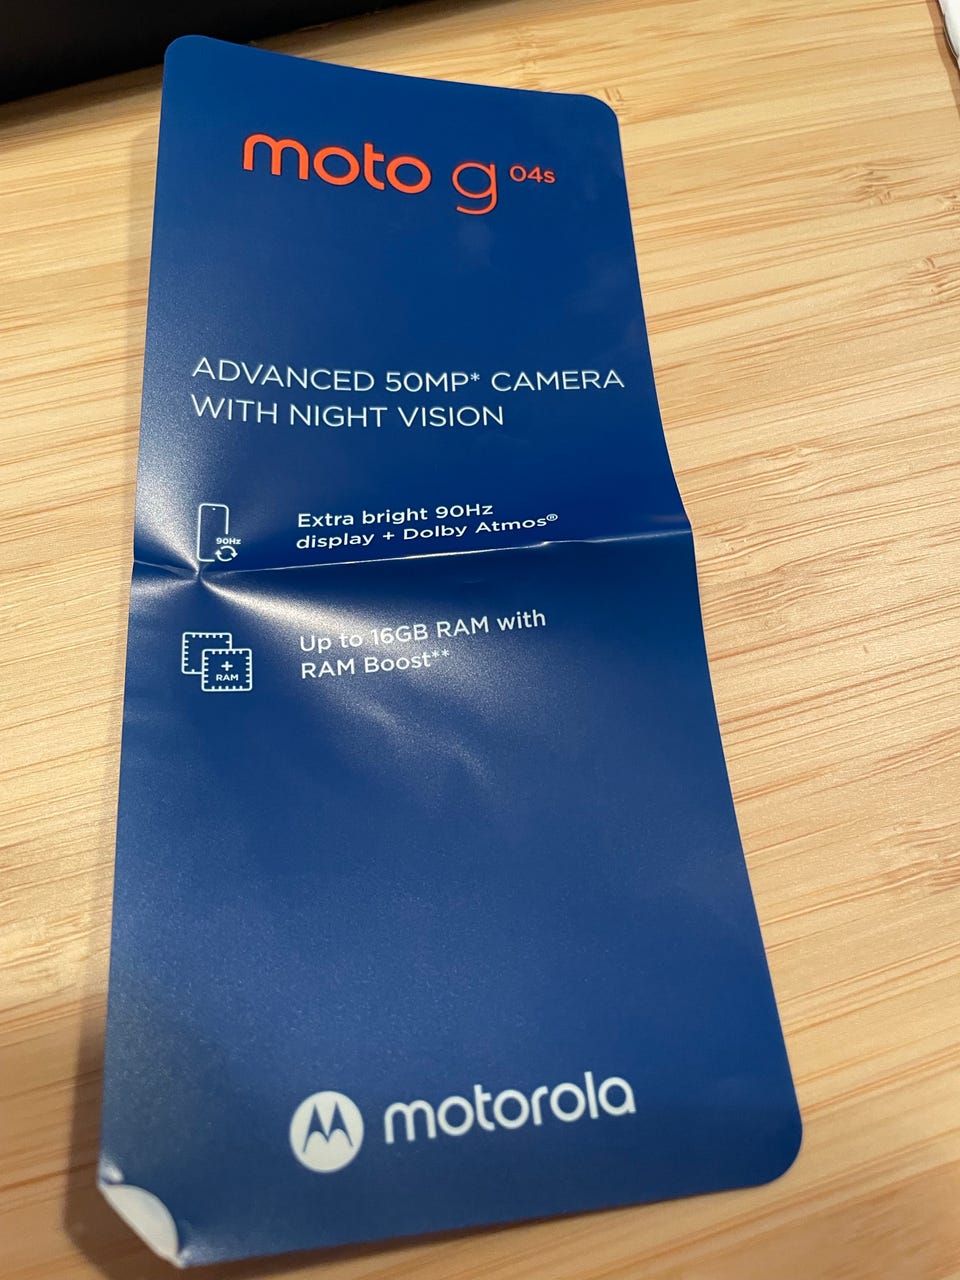 moto g 04s
ADVANCED 50MP* CAMERA
WITH NIGHT VISION
90Hz
Extra bright 90Hz
display + Dolby Atmos®
Up to 16GB RAM with
RAM Boost**
+
RAM
motorola